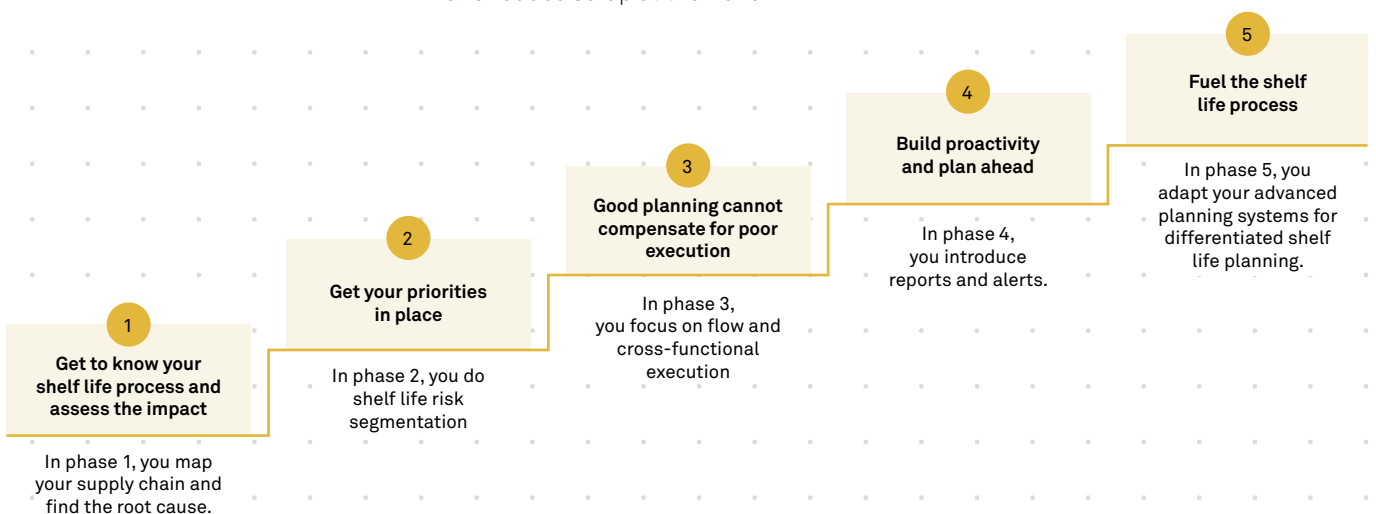 1
Get to know your
shelf life process and
assess the impact
In phase 1, you map
your supply chain and
find the root cause.
2
Get your priorities
in place
In phase 2, you do
shelf life risk
segmentation
3
Good planning cannot
compensate for poor
execution
In phase 3,
you focus on flow and
cross-functional
execution
4
Build proactivity
and plan ahead
In phase 4,
you introduce
reports and alerts.
5
Fuel the shelf
life process
In phase 5, you
adapt your advanced
planning systems for
differentiated shelf
life planning.